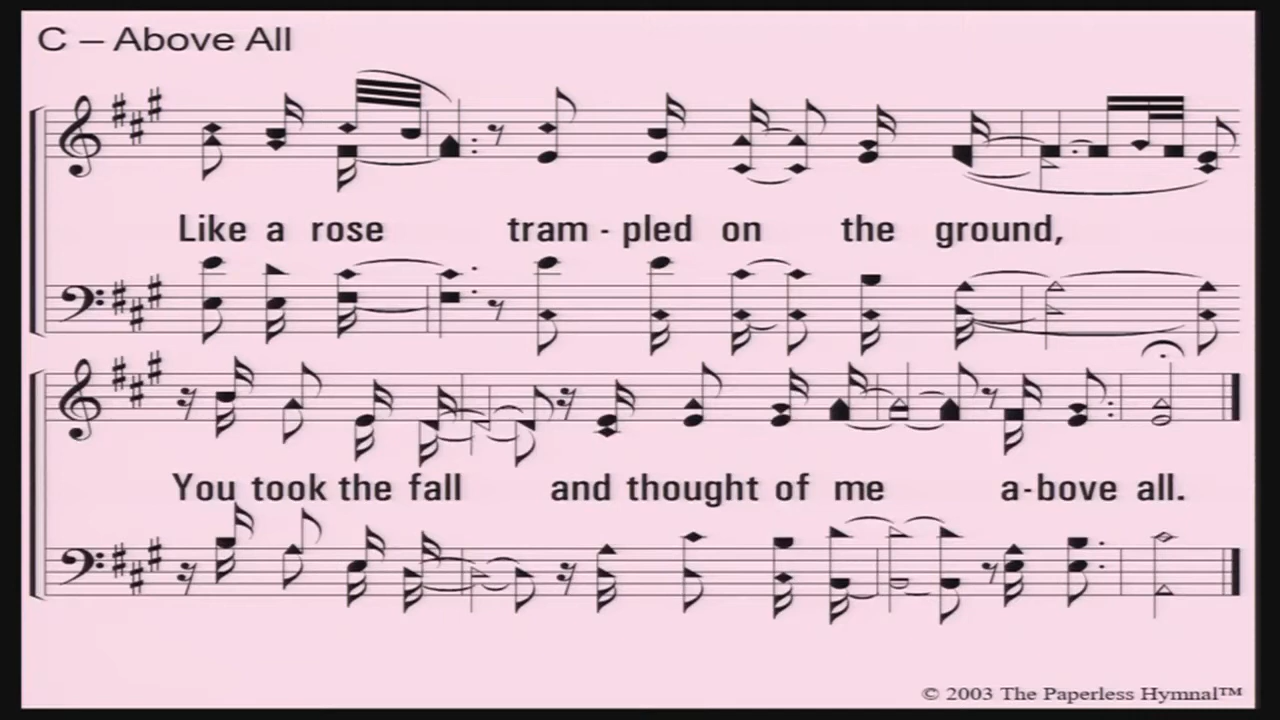 C – Above All
Like a rose tram - pled on the ground,
You took the fall and thought of me a-bove all.
© 2003 The Paperless Hymnal™